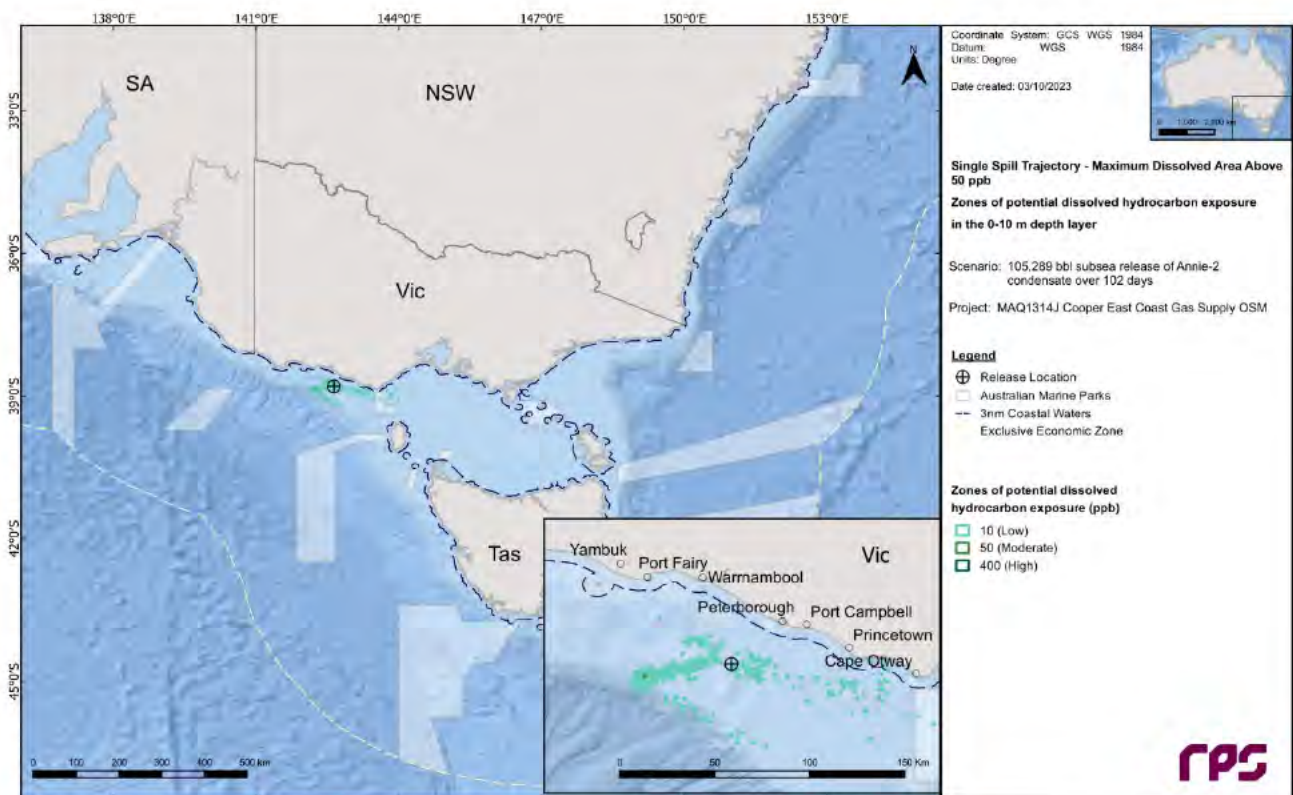 138°0'E 141°0'E 144°0'E 147°0'E 150°0'E 153°0'E
33°0'S
36°0'S
39°0'S
42°0'S
45°0'S
SA
NSW
Vic
Tas
N
0 100 200 300 400 500 km
Yambuk
Port Fairy
Warrnambool
Vic
Peterborough
Port Campbell
Princetown
Cape Otway
0 50 100 150 Km
Coordinate System: GCS WGS 1984
Datum: WGS 1984
Units: Degree
Date created: 03/10/2023
Single Spill Trajectory - Maximum Dissolved Area Above
50 ppb
Zones of potential dissolved hydrocarbon exposure
in the 0-10 m depth layer
Scenario: 105,289 bbl subsea release of Annie-2
condensate over 102 days
Project: MAQ1314J Cooper East Coast Gas Supply OSM
Legend
Release Location
Australian Marine Parks
3nm Coastal Waters
Exclusive Economic Zone
Zones of potential dissolved
hydrocarbon exposure (ppb)
10 (Low)
50 (Moderate)
400 (High)
rps